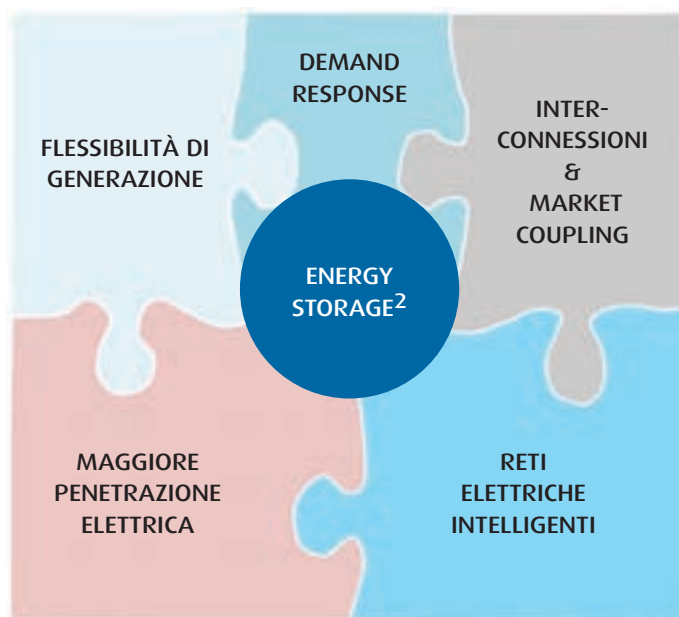 DEMAND
RESPONSE
FLESSIBILITÀ DI
GENERAZIONE
INTER-
CONNESSIONI
&
MARKET
COUPLING
ENERGY
STORAGE²
MAGGIORE
PENETRAZIONE
ELETTRICA
RETI
ELETTRICHE
INTELLIGENTI